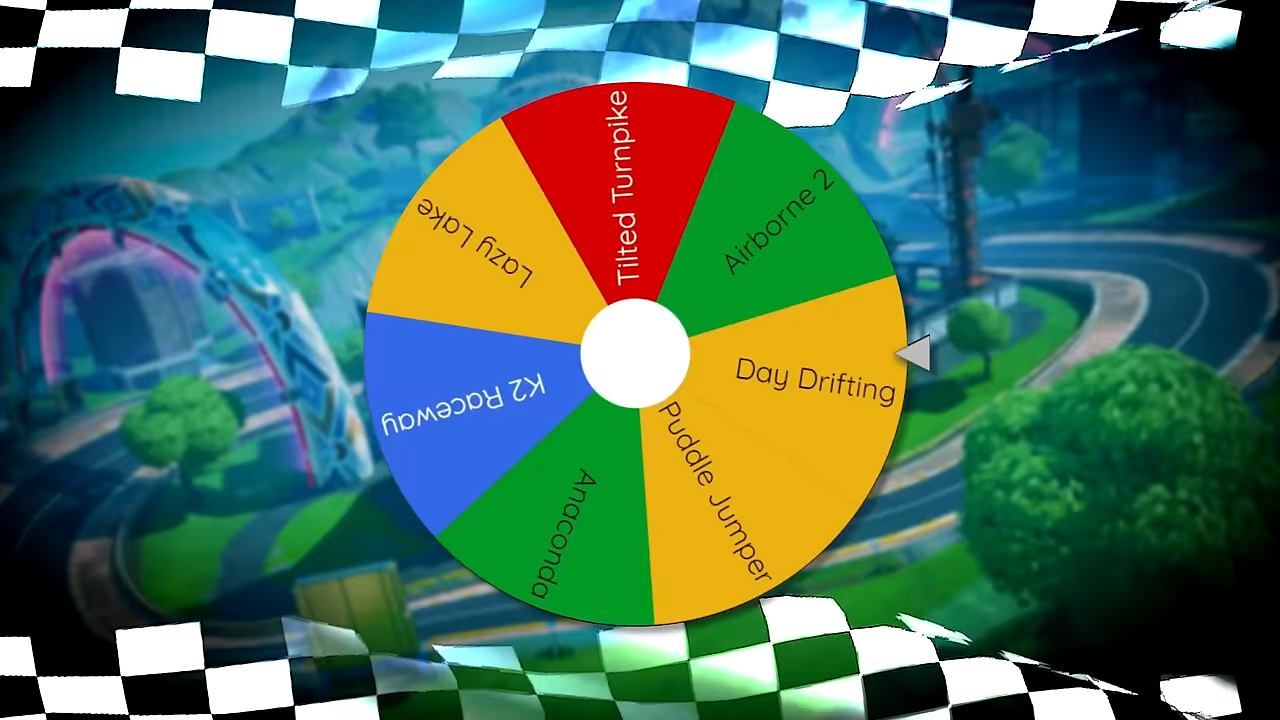 Tilted Turnpike
Airborne 2
Day Drifting
Puddle Jumper
Anaconda
K2 Raceway
Lazy Lake